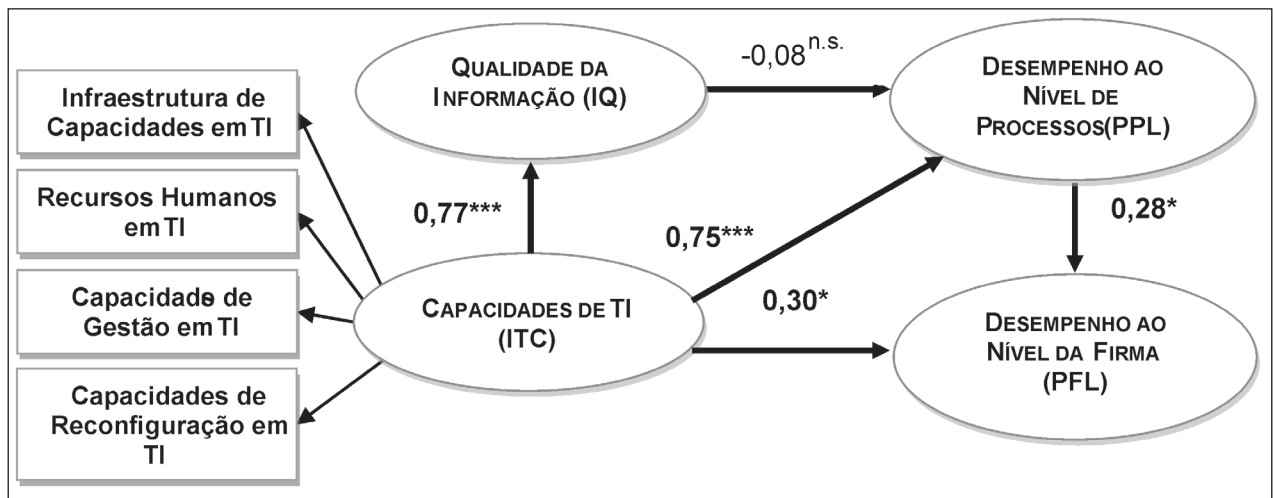 Infraestrutura de
Capacidades em TI
Recursos Humanos
em TI
Capacidade de
Gestão em TI
Capacidades de
Reconfiguração em
TI
QUALIDADE DA
INFORMAÇÃO (IQ)
-0,08 n.s.
DESEMPENHO AO
NÍVEL DE
PROCESSOS(PPL)
0,77***
0,75***
0,28*
CAPACIDADES DE TI
(ITC)
0,30*
DESEMPENHO AO
NÍVEL DA FIRMA
(PFL)